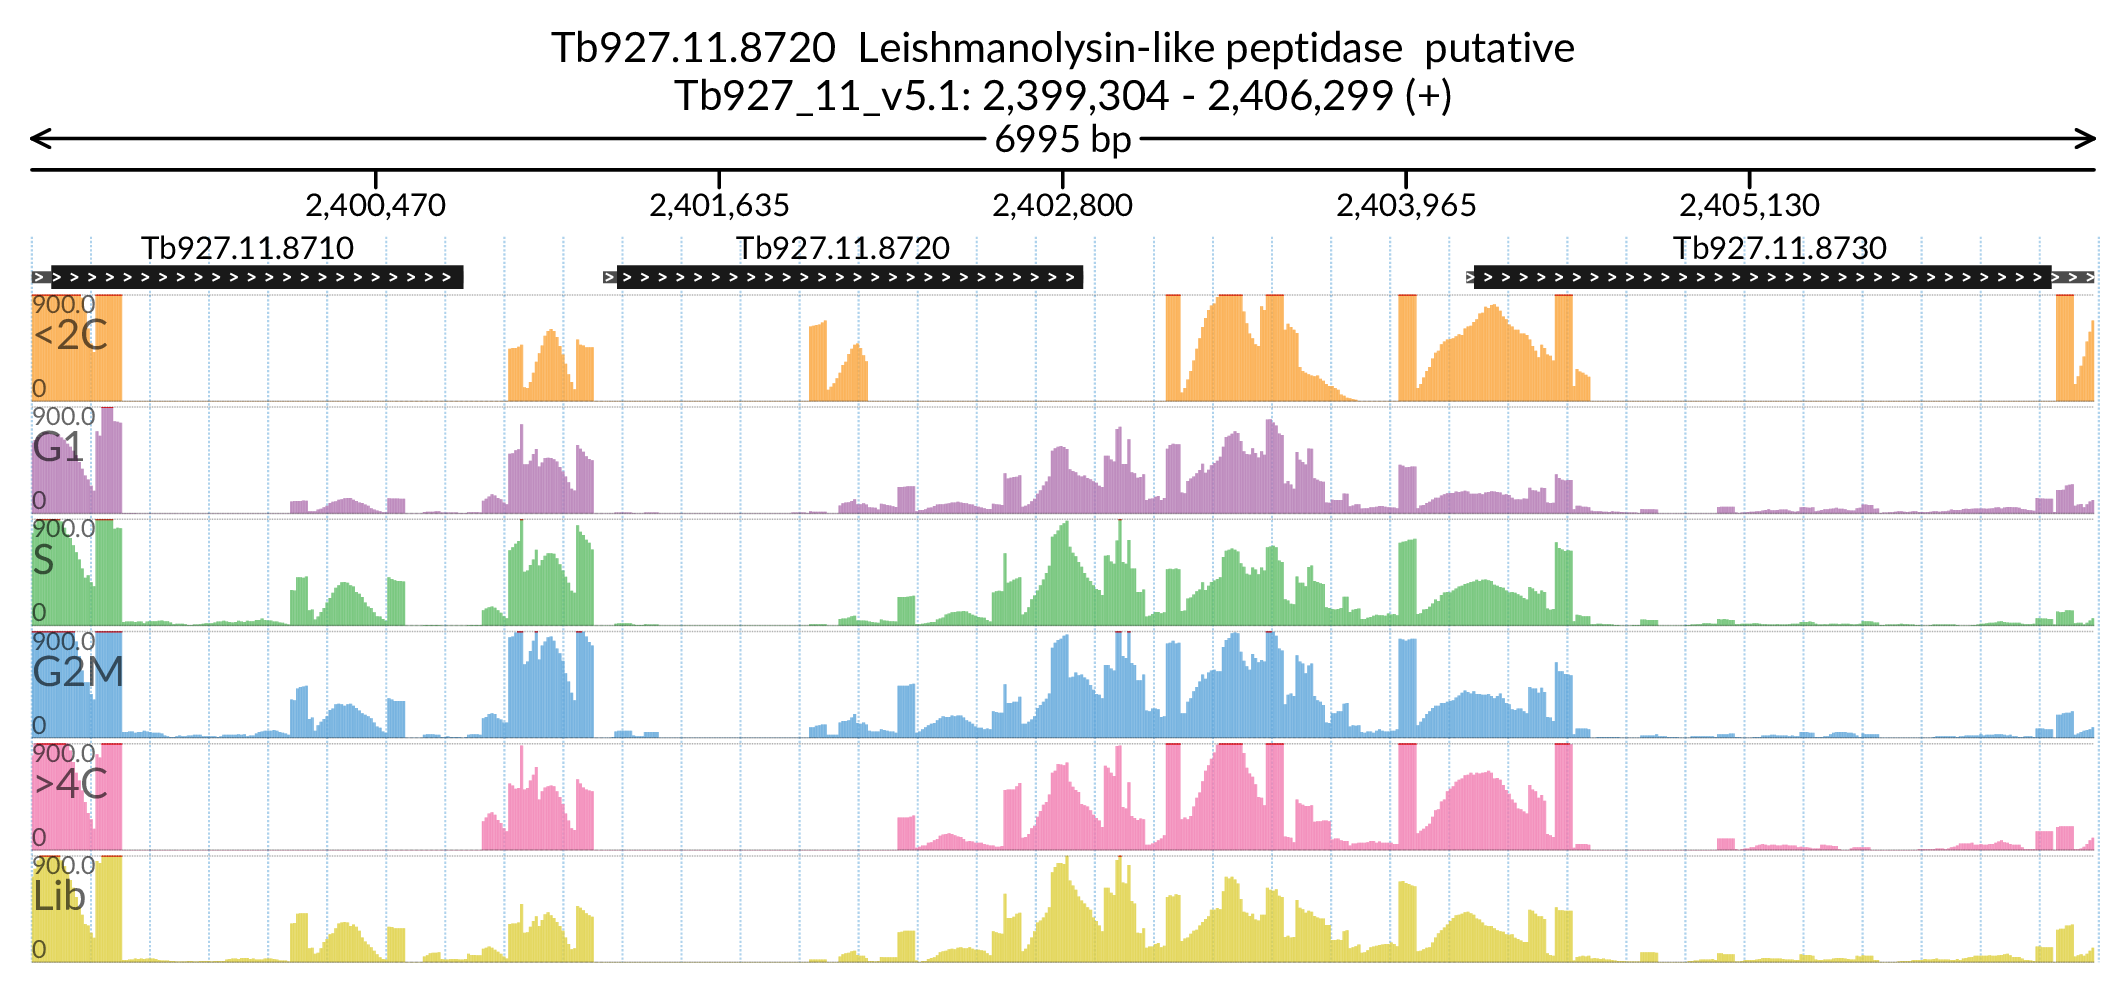 Tb927.11.8720  Leishmanolysin-like peptidase  putative
Tb927_11_v5.1: 2,399,304 - 2,406,299 (+)
6995 bp
2,400,470 2,401,635 2,402,800 2,403,965 2,405,130
Tb927.11.8710 Tb927.11.8720 Tb927.11.8730
900.0
<2C
0
900.0
G1
0
900.0
S
0
900.0
G2M
0
900.0
>4C
0
900.0
Lib
0